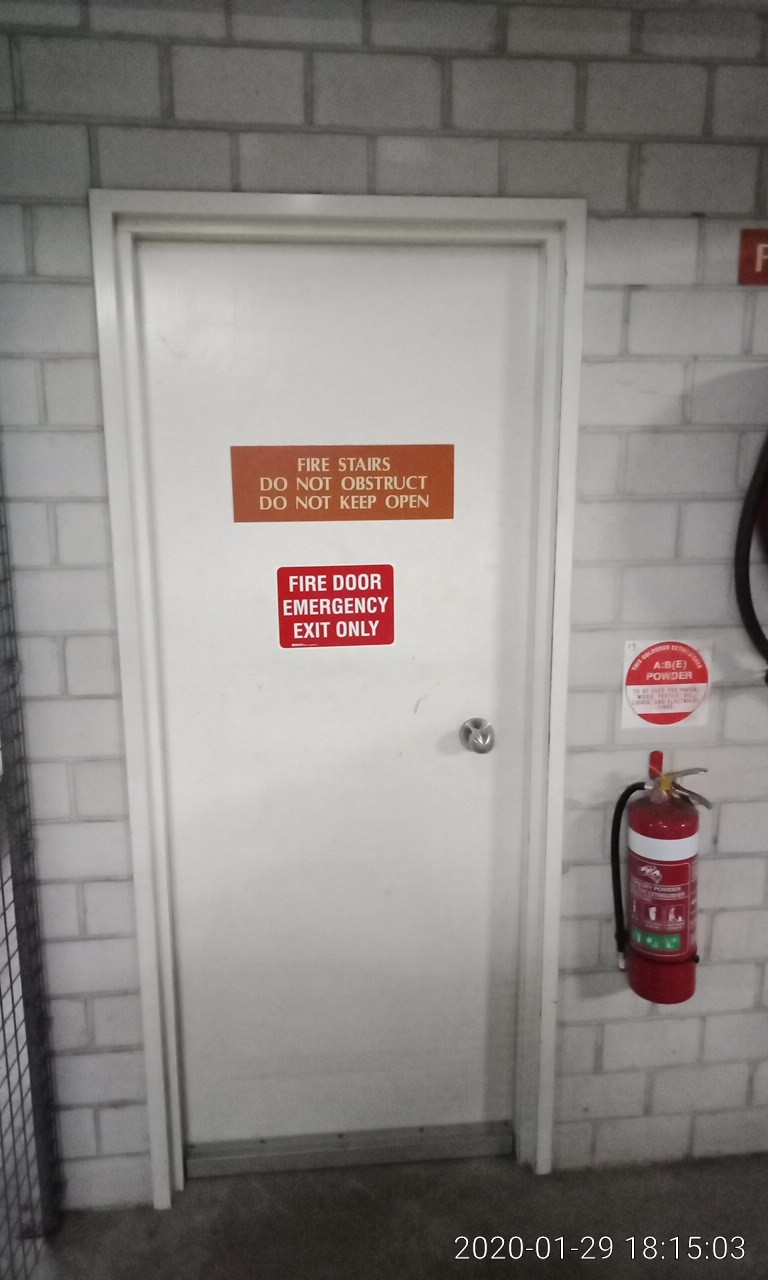 FIRE STAIRS
DO NOT OBSTRUCT
DO NOT KEEP OPEN
FIRE DOOR
EMERGENCY
EXIT ONLY
A:B(E)
POWDER
2020-01-29 18:15:03